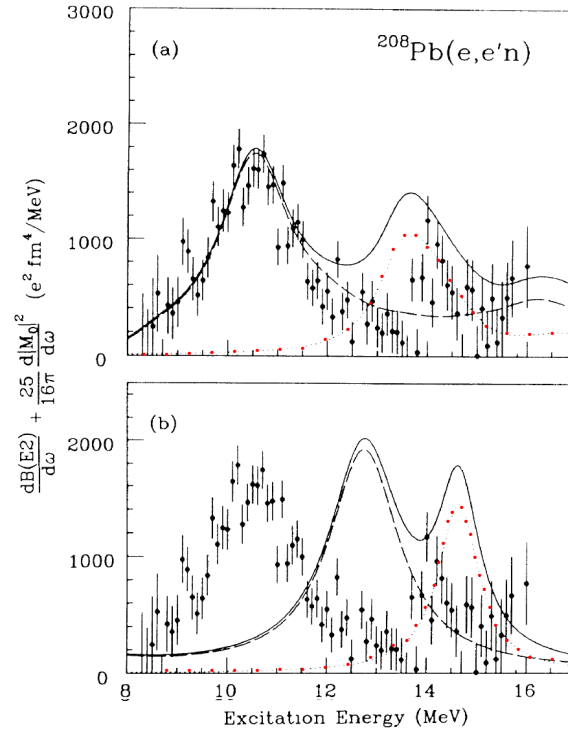 3000
(a)
²⁰⁸Pb(e,e'n)
2000
1000
0
dB(E2)/dω + 25/16π d|M₀|²/dω (e² fm⁴/MeV)
(b)
2000
1000
0
8 10 12 14 16
Excitation Energy (MeV)